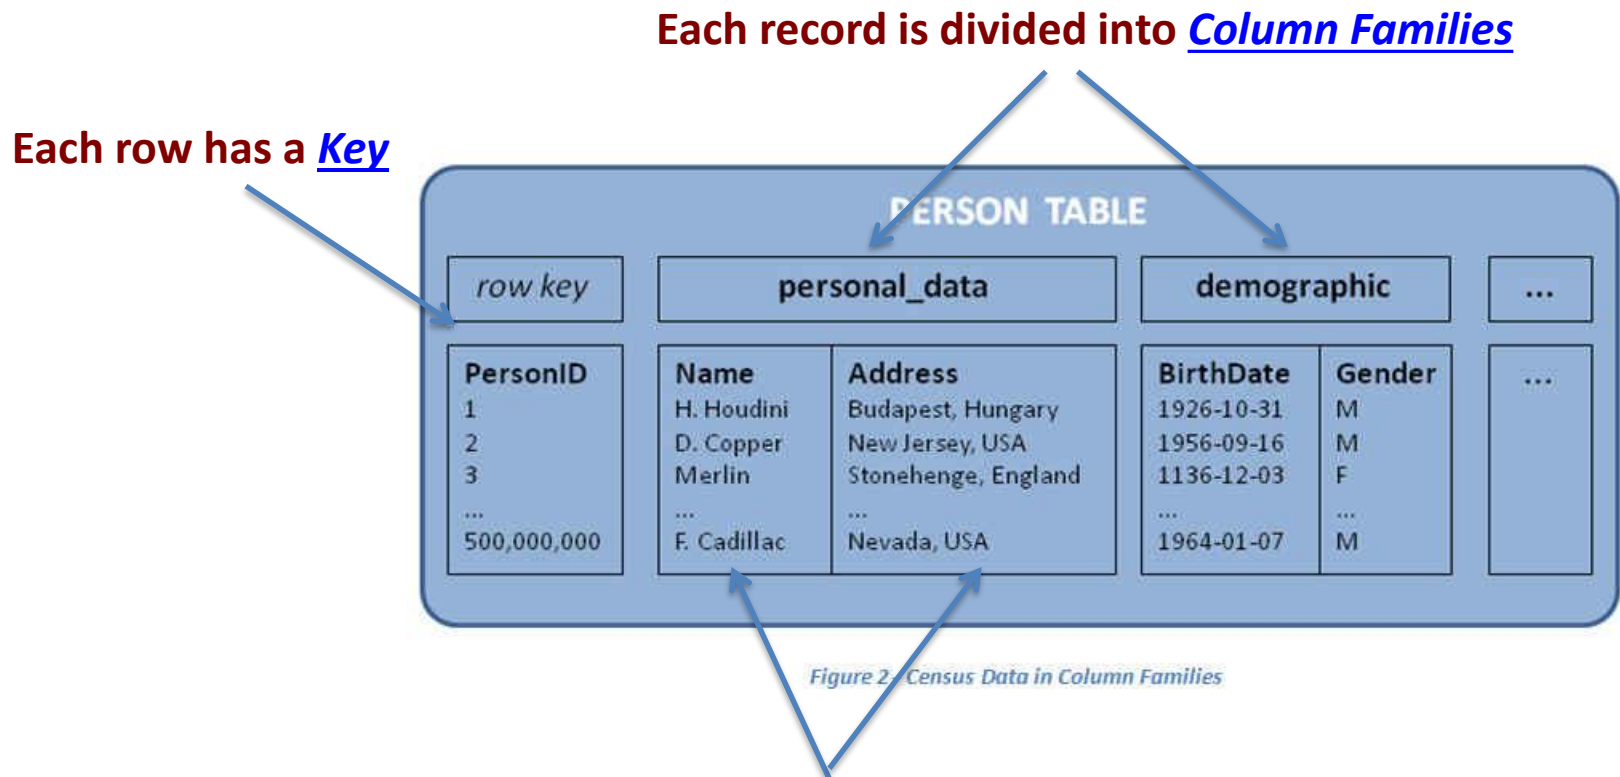 Each record is divided into Column Families
Each row has a Key
PERSON TABLE
row key personal_data demographic ...
PersonID Name Address BirthDate Gender ...
1 H. Houdini Budapest, Hungary 1926-10-31 M
2 D. Copper New Jersey, USA 1956-09-16 M
3 Merlin Stonehenge, England 1136-12-03 F
... ... ... ... ...
500,000,000 F. Cadillac Nevada, USA 1964-01-07 M
Figure 2 - Census Data in Column Families